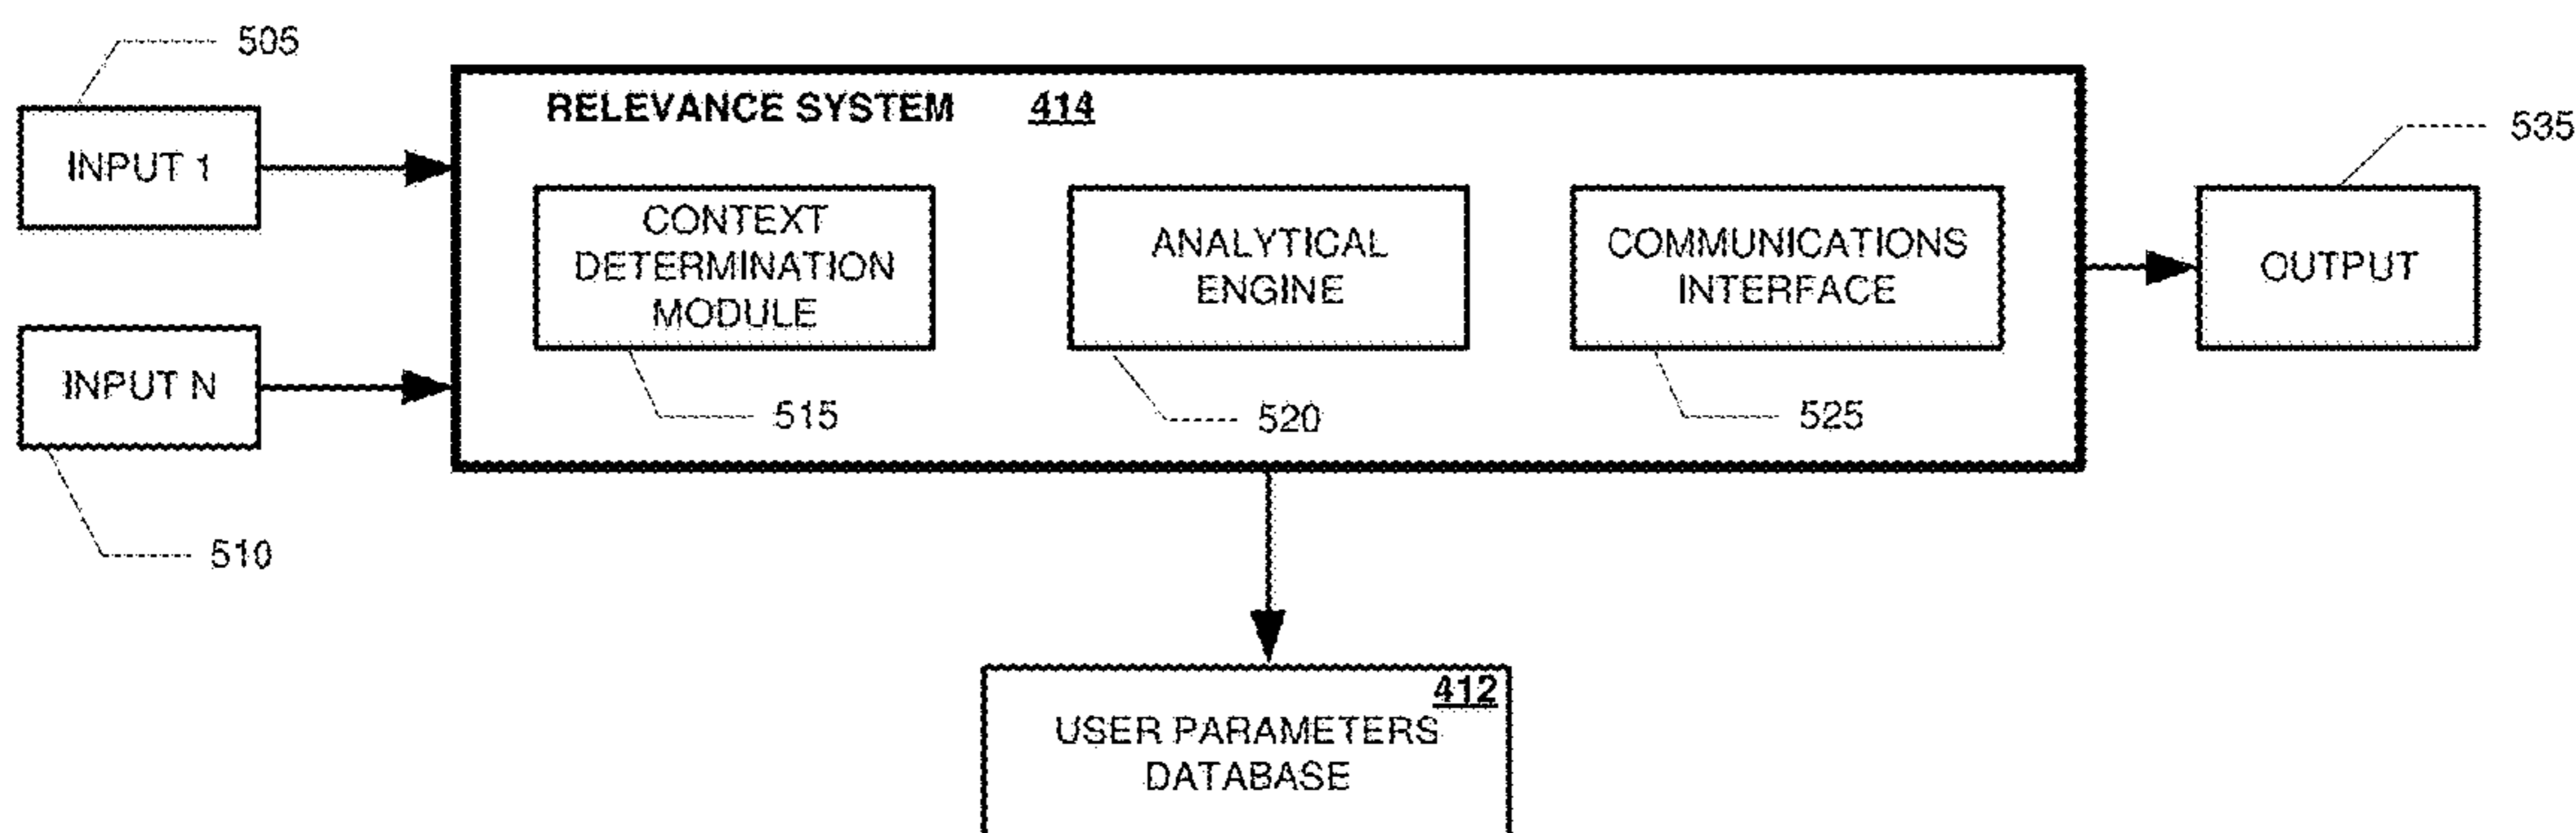 505
RELEVANCE SYSTEM 414
535
INPUT 1
CONTEXT
DETERMINATION
MODULE
ANALYTICAL
ENGINE
COMMUNICATIONS
INTERFACE
OUTPUT
INPUT N
515
520
525
510
412
USER PARAMETERS
DATABASE